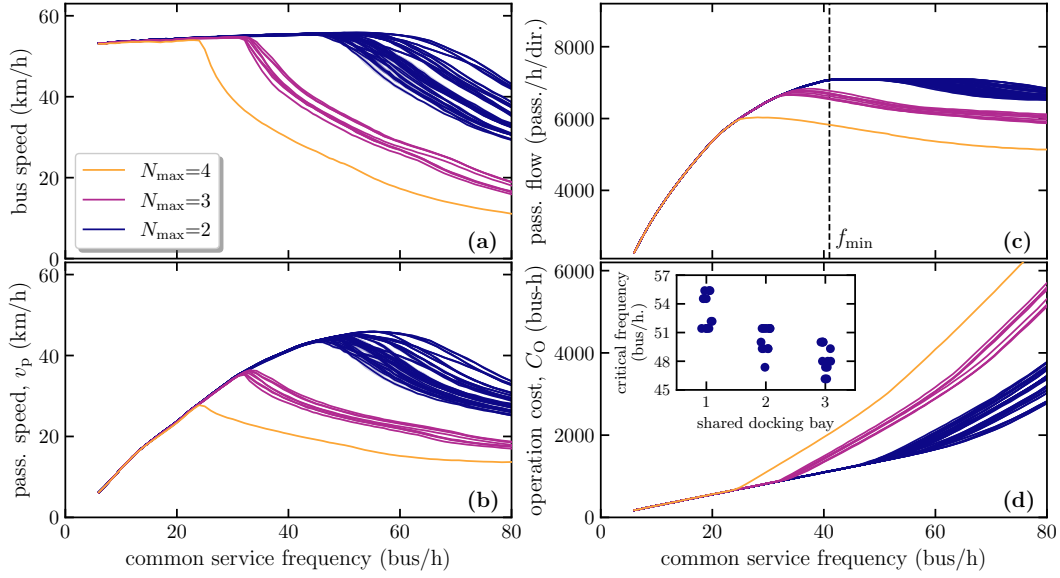 bus speed (km/h)
60
40
20
0
N_max=4
N_max=3
N_max=2
(a)
pass. flow (pass./h/dir.)
8000
6000
4000
f_min
(c)
pass. speed, v_p (km/h)
60
40
20
0
(b)
0 20 40 60 80
common service frequency (bus/h)
operation cost, C_O (bus-h)
6000
4000
2000
0
critical frequency
(bus/h.)
57
54
51
48
45
1 2 3
shared docking bay
(d)
0 20 40 60 80
common service frequency (bus/h)